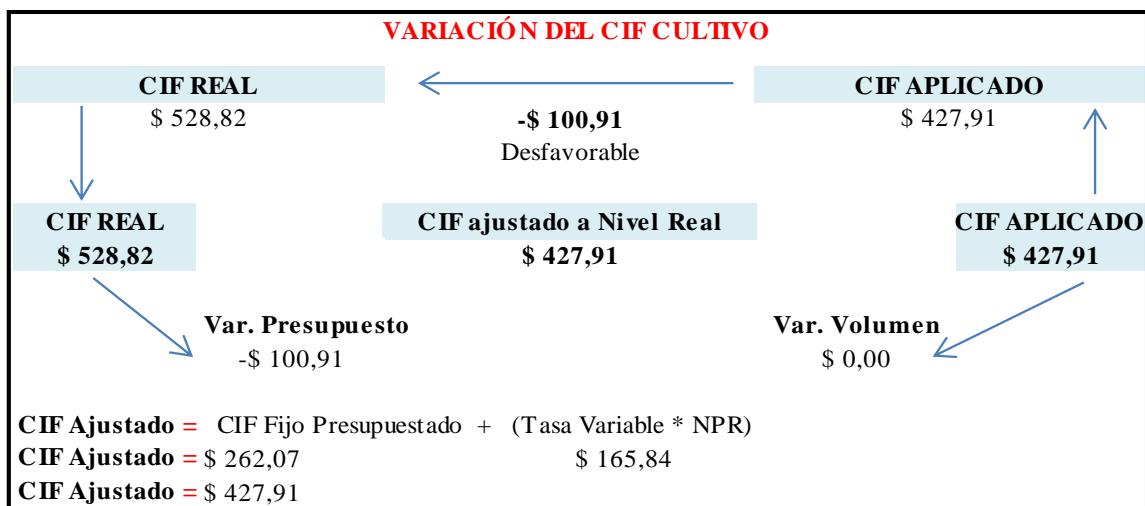 VARIACIÓN DEL CIF CULTIVO
CIF REAL
CIF APLICADO
$ 528,82
-$ 100,91
$ 427,91
Desfavorable
CIF REAL
CIF ajustado a Nivel Real
CIF APLICADO
$ 528,82
$ 427,91
$ 427,91
Var. Presupuesto
Var. Volumen
-$ 100,91
$ 0,00
CIF Ajustado = CIF Fijo Presupuestado + (Tasa Variable * NPR)
CIF Ajustado = $ 262,07 $ 165,84
CIF Ajustado = $ 427,91